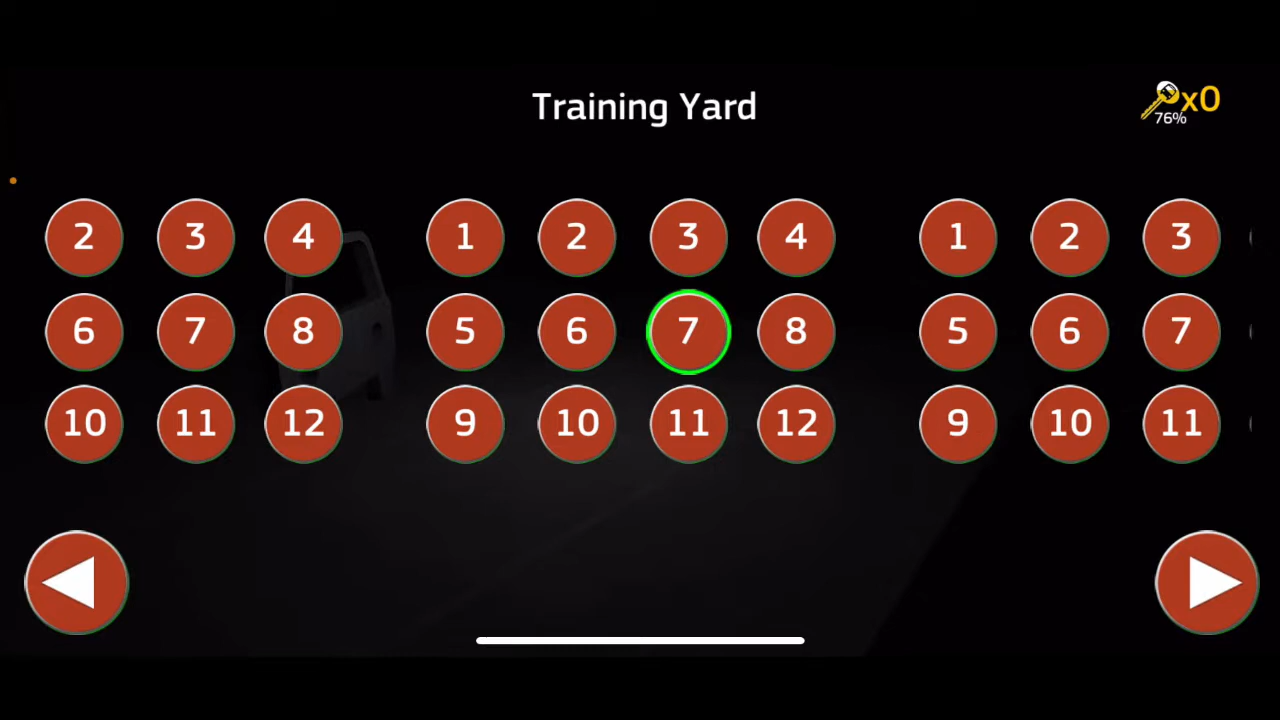 Training Yard
x0
76%
2 3 4 1 2 3 4 1 2 3
6 7 8 5 6 7 8 5 6 7
10 11 12 9 10 11 12 9 10 11